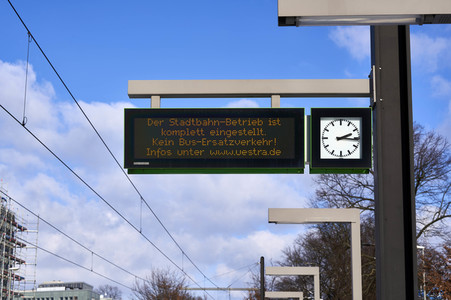 Der Stadtbahn-Betrieb ist
komplett eingestellt.
Kein Bus-Ersatzverkehr!
Infos unter www.uestra.de